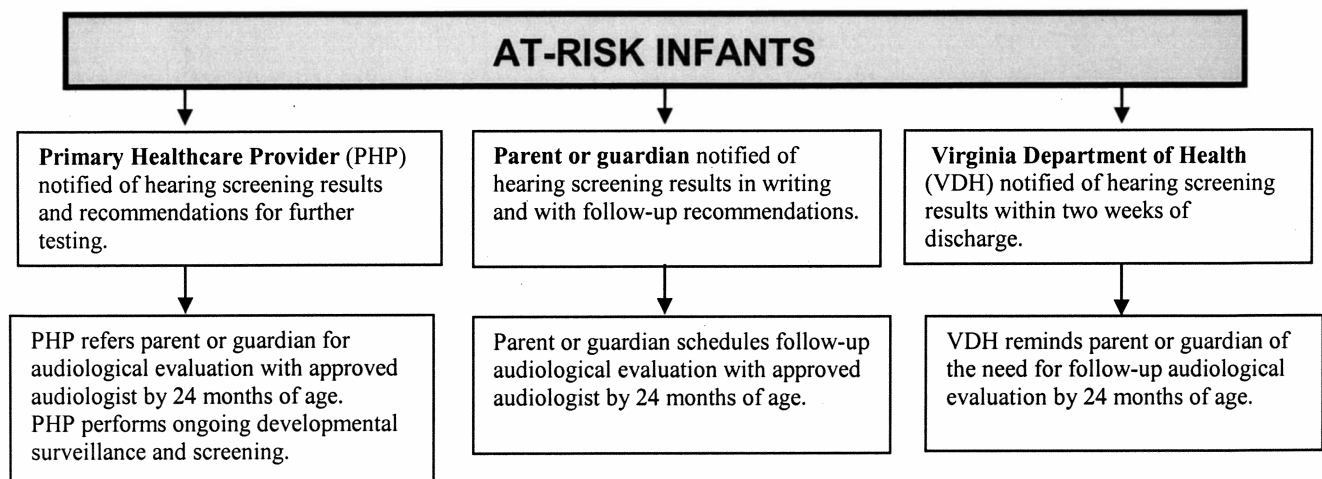 AT-RISK INFANTS
Primary Healthcare Provider (PHP)
notified of hearing screening results
and recommendations for further
testing.
Parent or guardian notified of
hearing screening results in writing
and with follow-up recommendations.
Virginia Department of Health
(VDH) notified of hearing screening
results within two weeks of
discharge.
PHP refers parent or guardian for
audiological evaluation with approved
audiologist by 24 months of age.
PHP performs ongoing developmental
surveillance and screening.
Parent or guardian schedules follow-up
audiological evaluation with approved
audiologist by 24 months of age.
VDH reminds parent or guardian of
the need for follow-up audiological
evaluation by 24 months of age.